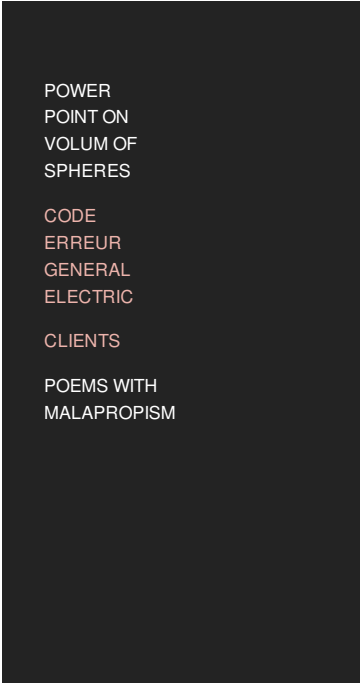 POWER
POINT ON
VOLUM OF
SPHERES
CODE
ERREUR
GENERAL
ELECTRIC
CLIENTS
POEMS WITH
MALAPROPISM